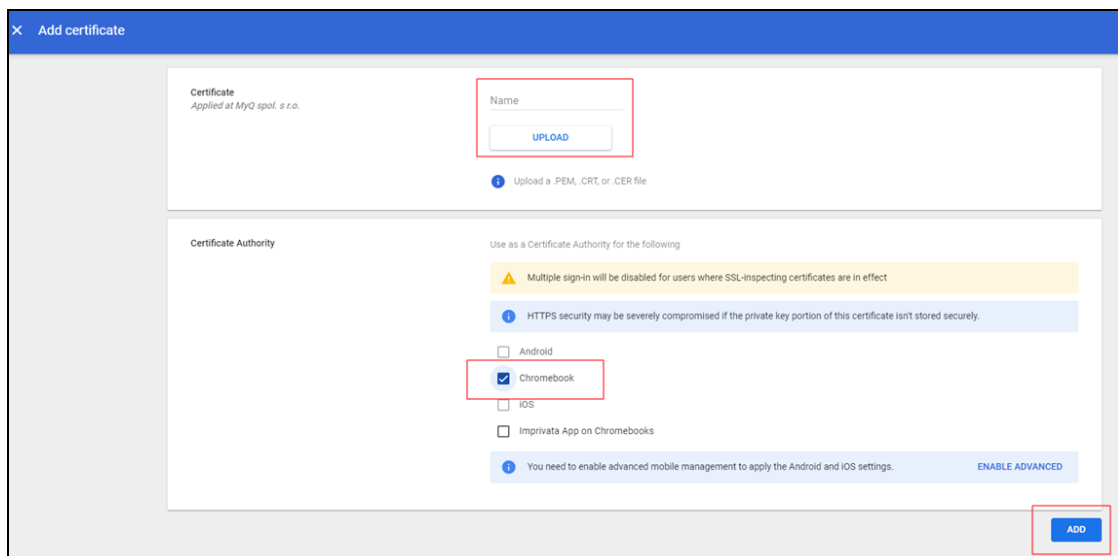 Add certificate
Certificate
Applied at MyQ spol. s r.o.
Name
UPLOAD
Upload a .PEM, .CRT, or .CER file
Certificate Authority
Use as a Certificate Authority for the following
Multiple sign-in will be disabled for users where SSL-inspecting certificates are in effect
HTTPS security may be severely compromised if the private key portion of this certificate isn't stored securely.
Android
Chromebook
iOS
Imprivata App on Chromebooks
You need to enable advanced mobile management to apply the Android and iOS settings.
ENABLE ADVANCED
ADD